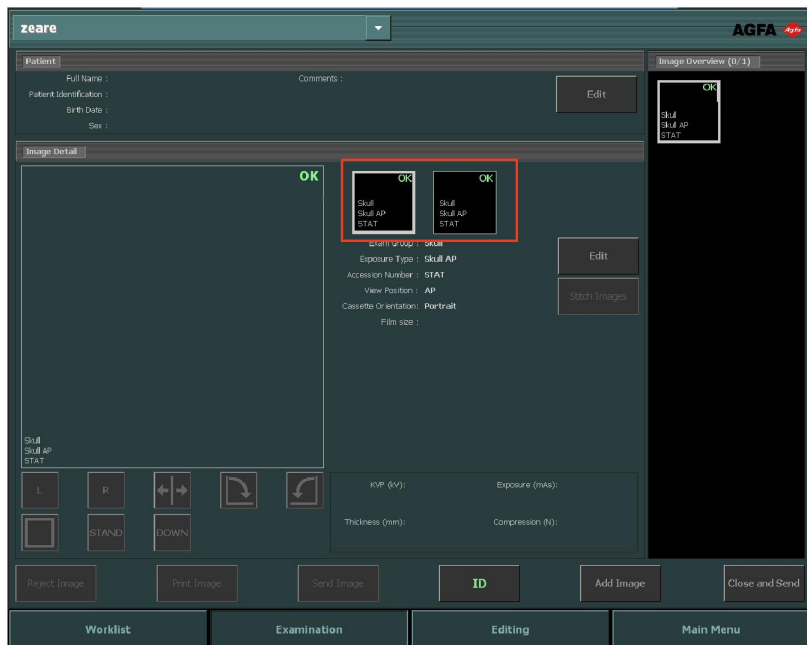 zeare
AGFA Agfa
Patient
Full Name :
Comments :
Patient Identification :
Birth Date :
Sex :
Edit
Image Overview (0/1)
OK
Skull
Skull AP
STAT
Image Detail
OK
Skull
Skull AP
STAT
OK
Skull
Skull AP
STAT
OK
Skull
Skull AP
STAT
Exam Group : Skull
Exposure Type : Skull AP
Accession Number : STAT
View Position : AP
Cassette Orientation: Portrait
Film size :
Edit
Stitch Images
L
R
STAND
DOWN
KVP (kV):
Exposure (mAs):
Thickness (mm):
Compression (N):
Reject Image
Print Image
Send Image
ID
Add Image
Close and Send
Worklist
Examination
Editing
Main Menu